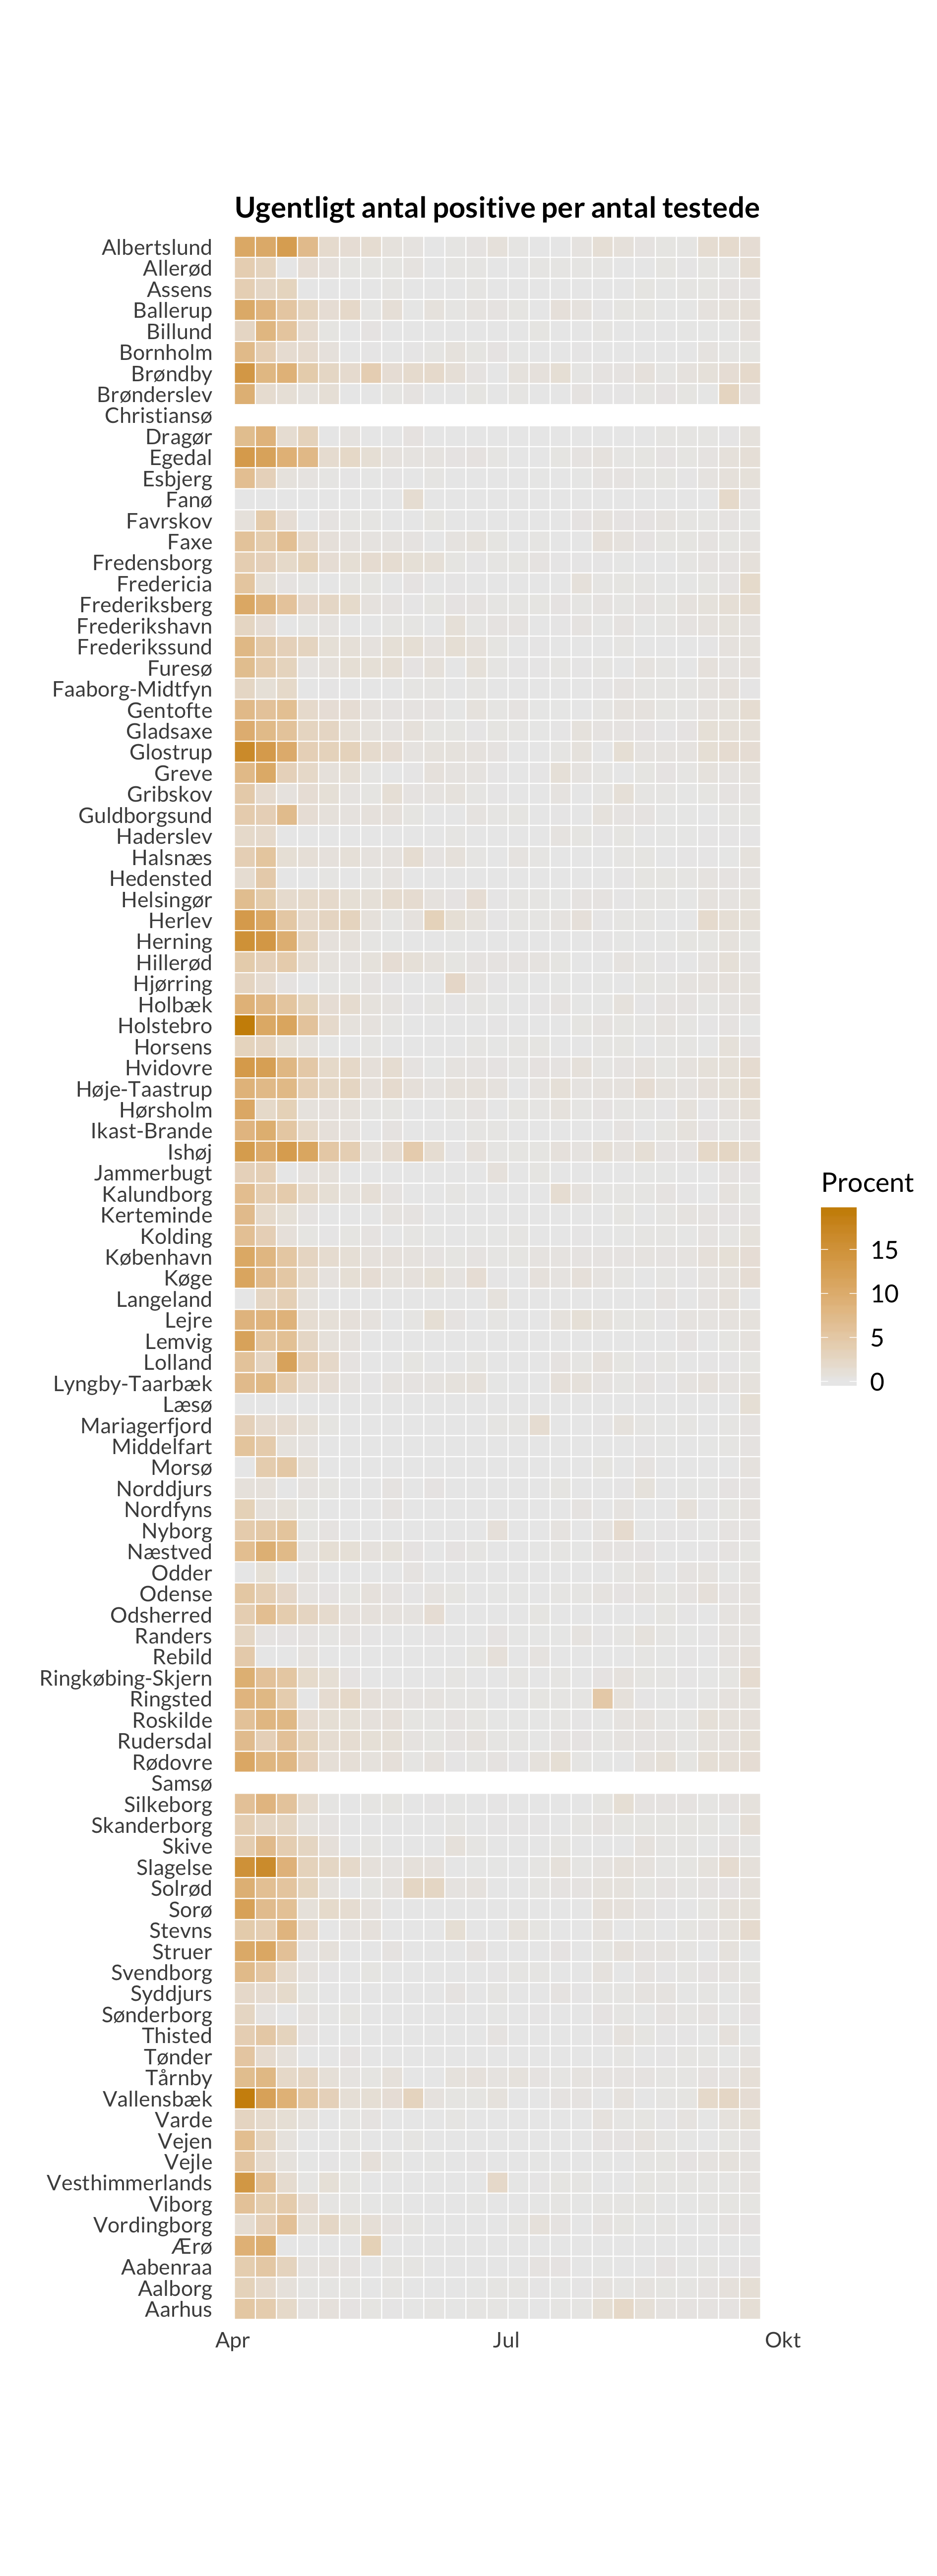 Ugentligt antal positive per antal testede
Albertslund
Allerød
Assens
Ballerup
Billund
Bornholm
Brøndby
Brønderslev
Christiansø
Dragør
Egedal
Esbjerg
Fanø
Favrskov
Faxe
Fredensborg
Fredericia
Frederiksberg
Frederikshavn
Frederikssund
Furesø
Faaborg-Midtfyn
Gentofte
Gladsaxe
Glostrup
Greve
Gribskov
Guldborgsund
Haderslev
Halsnæs
Hedensted
Helsingør
Herlev
Herning
Hillerød
Hjørring
Holbæk
Holstebro
Horsens
Hvidovre
Høje-Taastrup
Hørsholm
Ikast-Brande
Ishøj
Jammerbugt
Kalundborg
Kerteminde
Kolding
København
Køge
Langeland
Lejre
Lemvig
Lolland
Lyngby-Taarbæk
Læsø
Mariagerfjord
Middelfart
Morsø
Norddjurs
Nordfyns
Nyborg
Næstved
Odder
Odense
Odsherred
Randers
Rebild
Ringkøbing-Skjern
Ringsted
Roskilde
Rudersdal
Rødovre
Samsø
Silkeborg
Skanderborg
Skive
Slagelse
Solrød
Sorø
Stevns
Struer
Svendborg
Syddjurs
Sønderborg
Thisted
Tønder
Tårnby
Vallensbæk
Varde
Vejen
Vejle
Vesthimmerlands
Viborg
Vordingborg
Ærø
Aabenraa
Aalborg
Aarhus
Apr Jul Okt
Procent
15
10
5
0